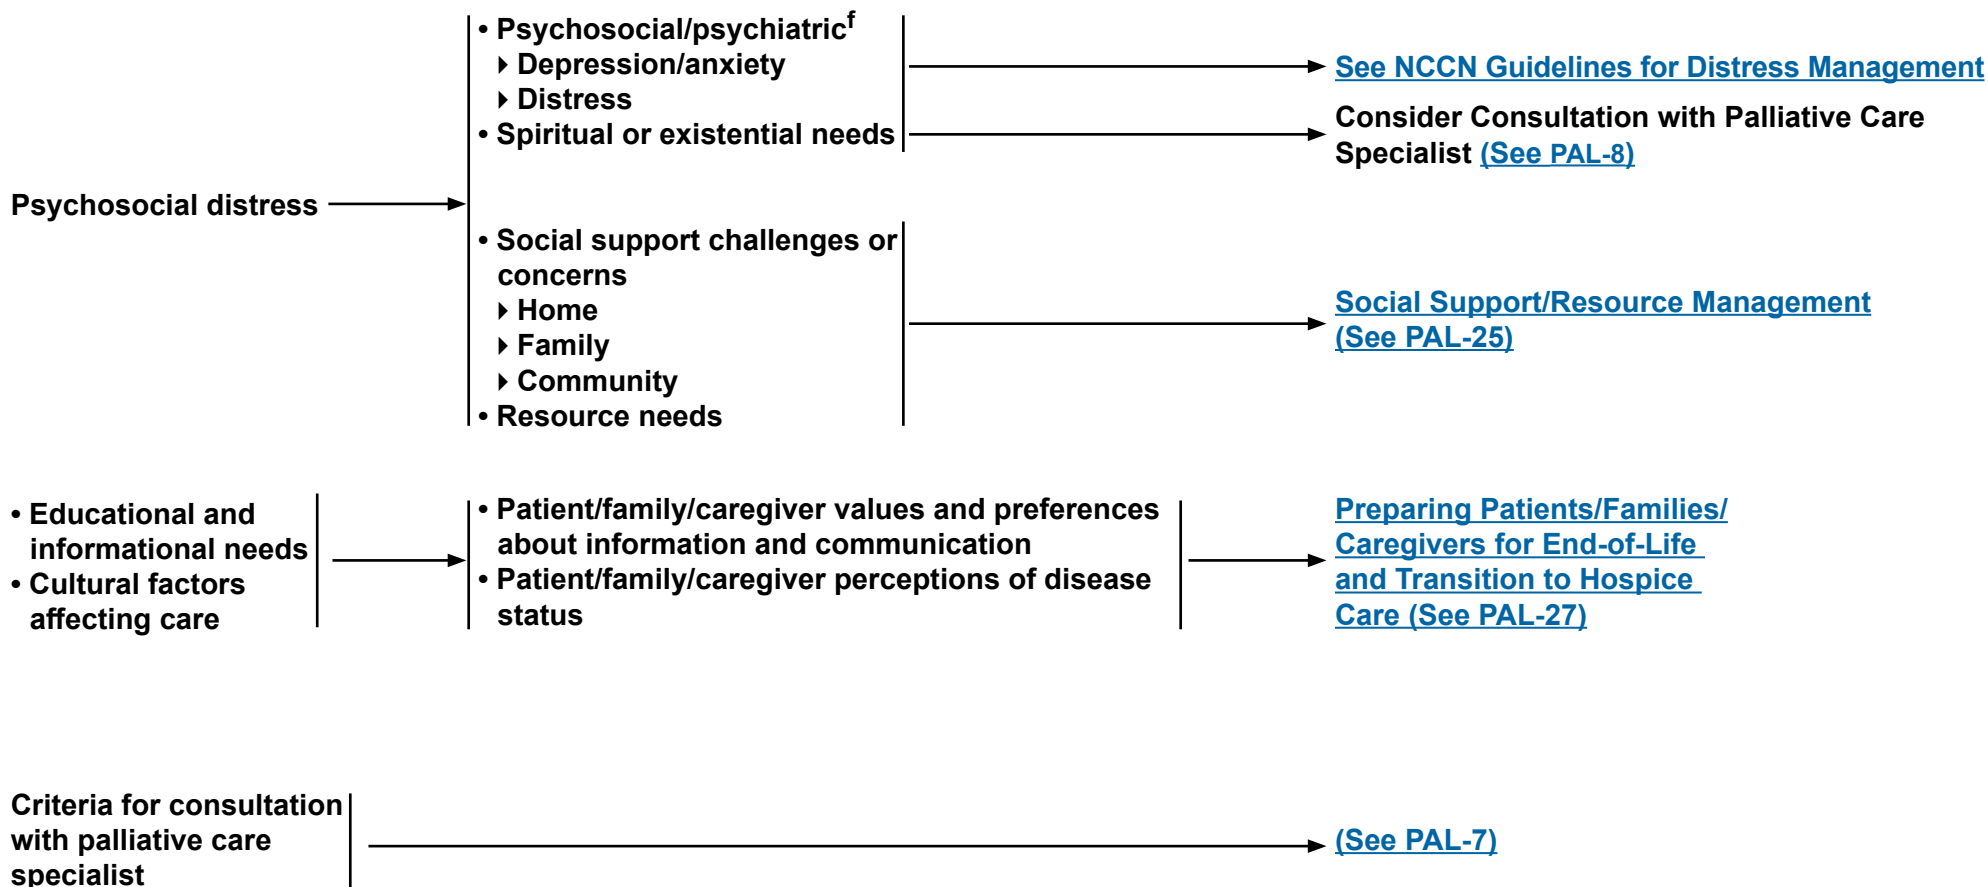 Psychosocial distress
• Psychosocial/psychiatricf
‣ Depression/anxiety
‣ Distress
• Spiritual or existential needs
See NCCN Guidelines for Distress Management
Consider Consultation with Palliative Care
Specialist (See PAL-8)
• Social support challenges or
concerns
‣ Home
‣ Family
‣ Community
• Resource needs
Social Support/Resource Management
(See PAL-25)
• Educational and
informational needs
• Cultural factors
affecting care
• Patient/family/caregiver values and preferences
about information and communication
• Patient/family/caregiver perceptions of disease
status
Preparing Patients/Families/
Caregivers for End-of-Life
and Transition to Hospice
Care (See PAL-27)
Criteria for consultation
with palliative care
specialist
(See PAL-7)